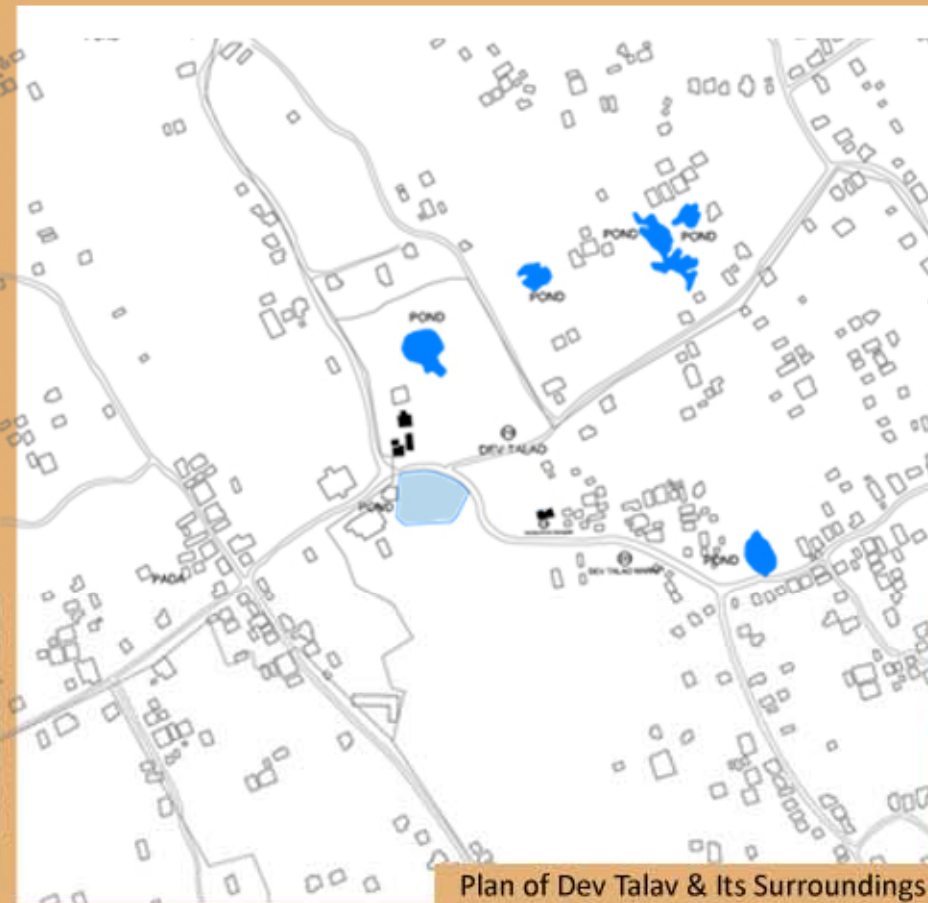 POND
POND
POND
POND
DEV TALAO
POND
POND
DEV TALAO MARG
PADA
Plan of Dev Talav & Its Surroundings